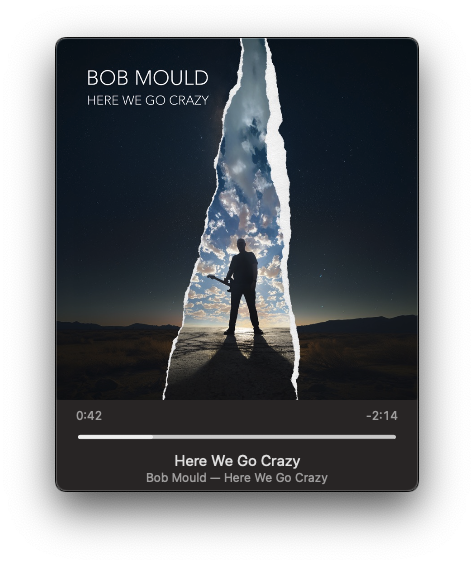 BOB MOULD
HERE WE GO CRAZY
0:42
-2:14
Here We Go Crazy
Bob Mould — Here We Go Crazy